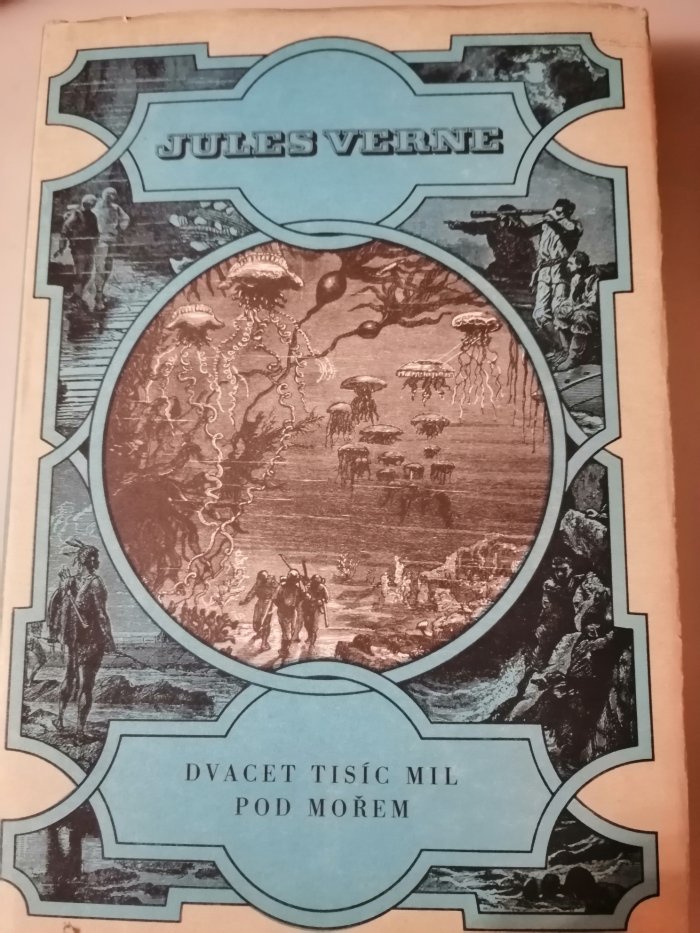 JULES VERNE
DVACET TISÍC MIL
POD MOŘEM